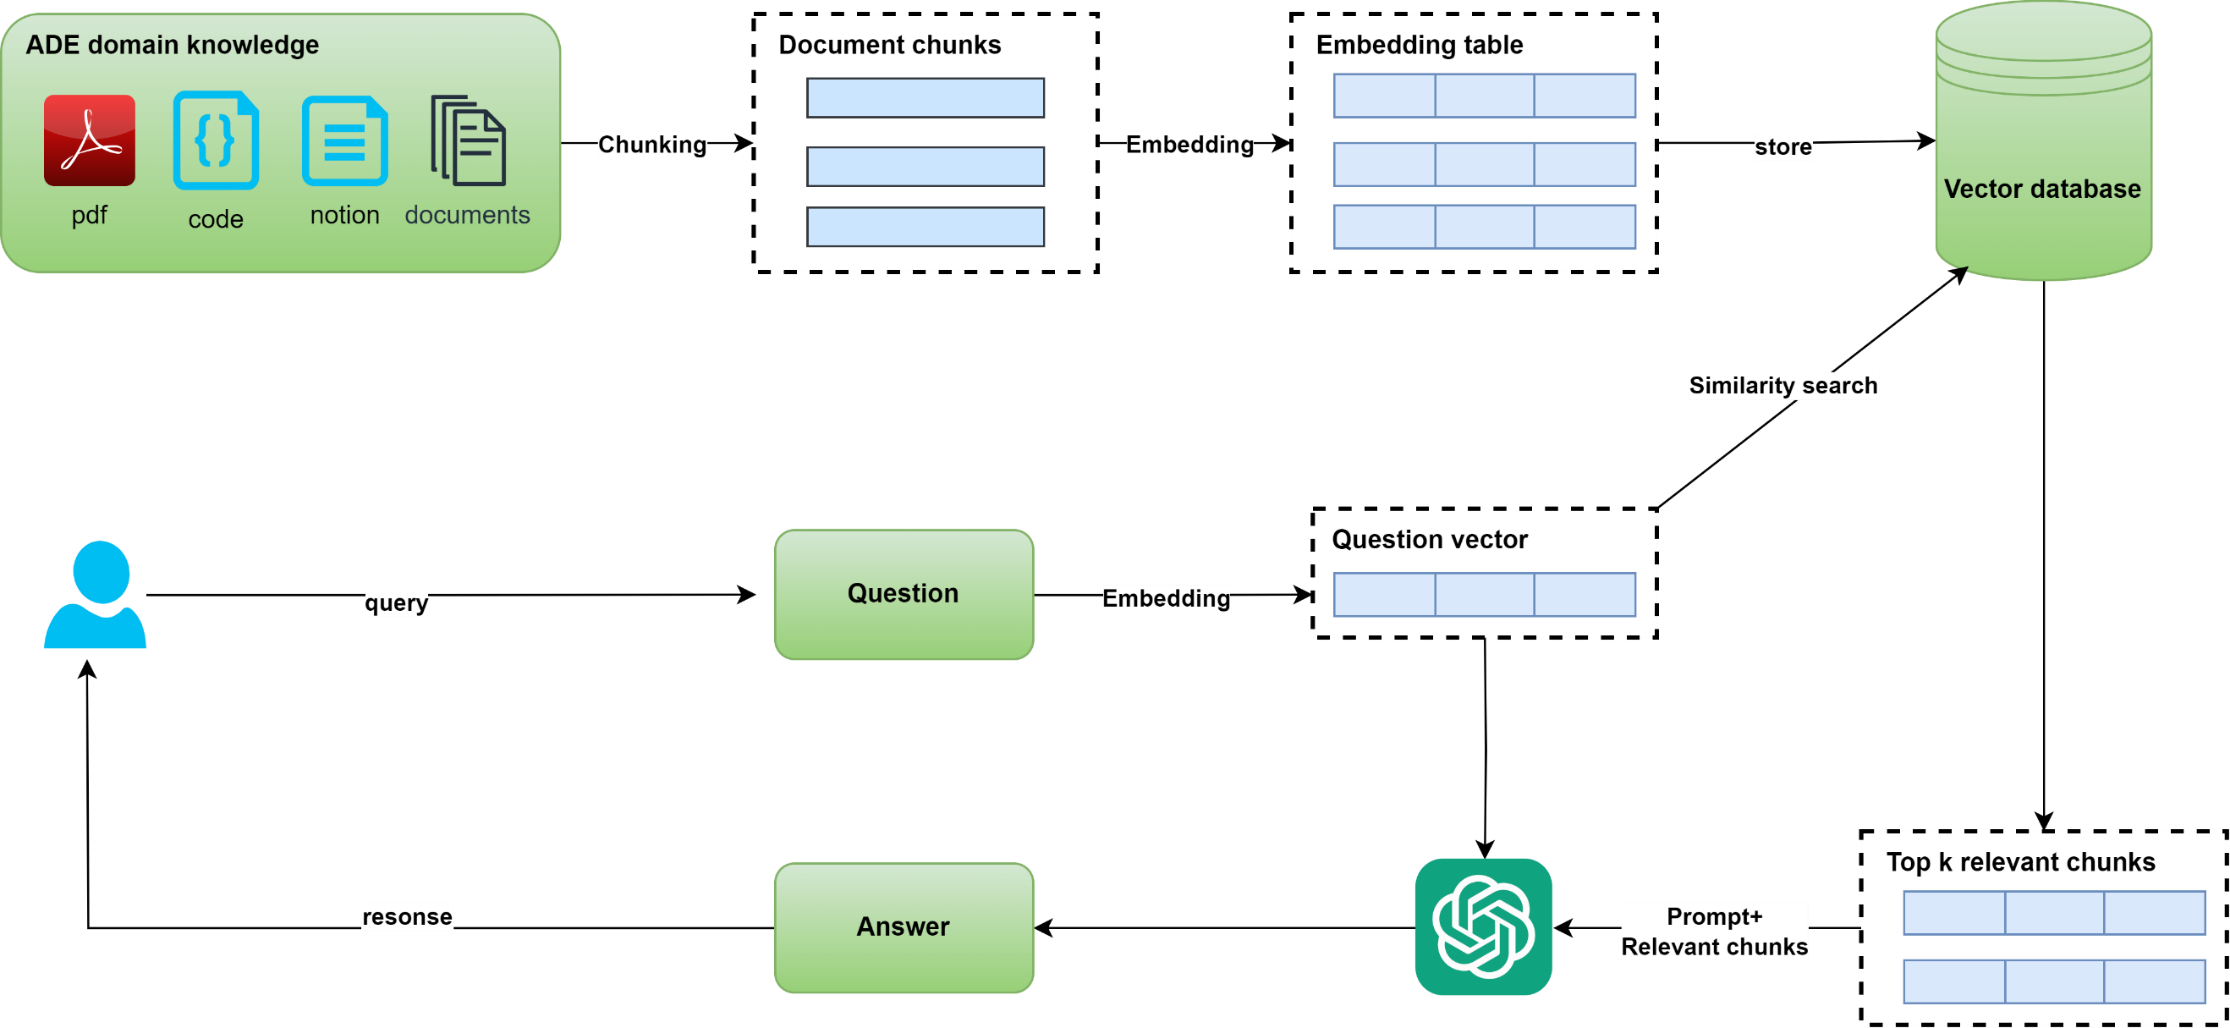 ADE domain knowledge
pdf
code
notion
documents
Chunking
Document chunks
Embedding
Embedding table
store
Vector database
Similarity search
query
Question
Embedding
Question vector
resonse
Answer
Prompt+
Relevant chunks
Top k relevant chunks